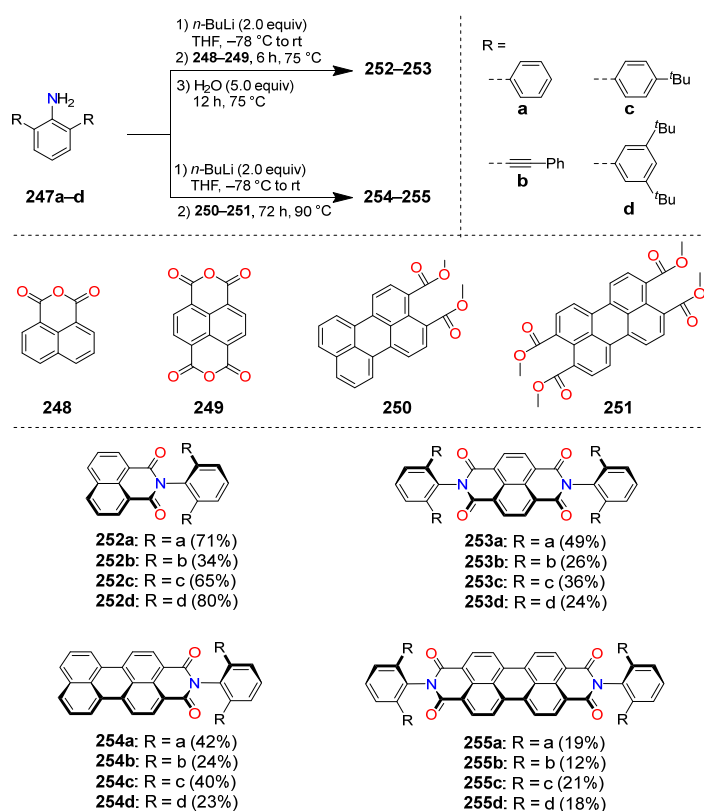 1) n-BuLi (2.0 equiv)
THF, –78 °C to rt
2) 248–249, 6 h, 75 °C
3) H2O (5.0 equiv)
12 h, 75 °C
252–253
NH2
R R
247a–d
1) n-BuLi (2.0 equiv)
THF, –78 °C to rt
2) 250–251, 72 h, 90 °C
254–255
R =
a
tBu
c
Ph
b
tBu
tBu
d
O O O
248
O O O
O O O
249
O
O
O
O
250
O
O
O
O
O
O
O
O
251
O
N
O
R
R
252a: R = a (71%)
252b: R = b (34%)
252c: R = c (65%)
252d: R = d (80%)
R
R
O
N
O
O
N
O
R
R
253a: R = a (49%)
253b: R = b (26%)
253c: R = c (36%)
253d: R = d (24%)
O
N
O
R
R
254a: R = a (42%)
254b: R = b (24%)
254c: R = c (40%)
254d: R = d (23%)
R
R
O
N
O
O
N
O
R
R
255a: R = a (19%)
255b: R = b (12%)
255c: R = c (21%)
255d: R = d (18%)